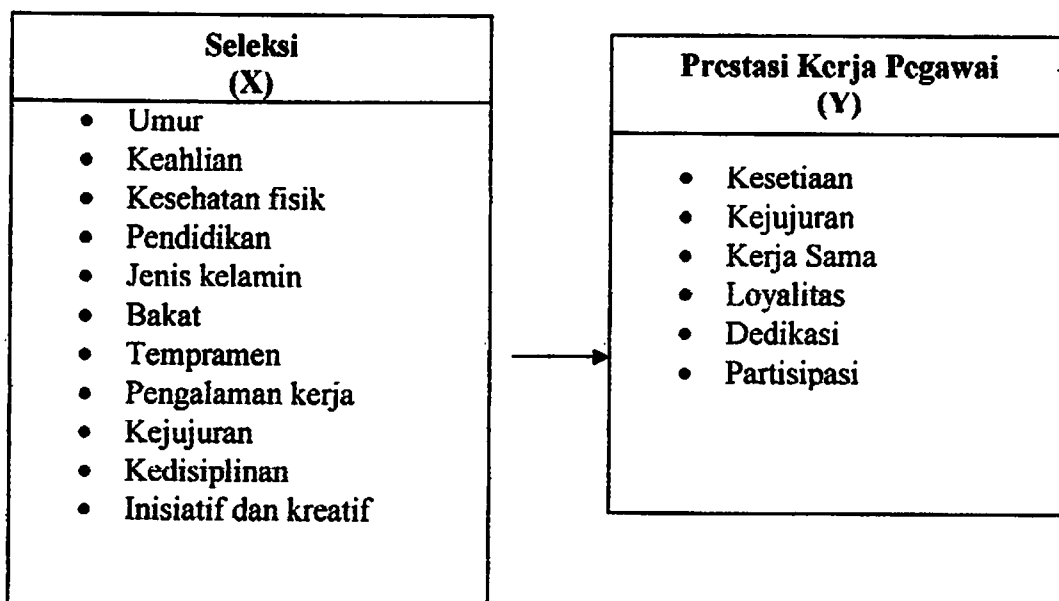 Seleksi
(X)
• Umur
• Keahlian
• Kesehatan fisik
• Pendidikan
• Jenis kelamin
• Bakat
• Tempramen
• Pengalaman kerja
• Kejujuran
• Kedisiplinan
• Inisiatif dan kreatif
Prestasi Kerja Pegawai
(Y)
• Kesetiaan
• Kejujuran
• Kerja Sama
• Loyalitas
• Dedikasi
• Partisipasi